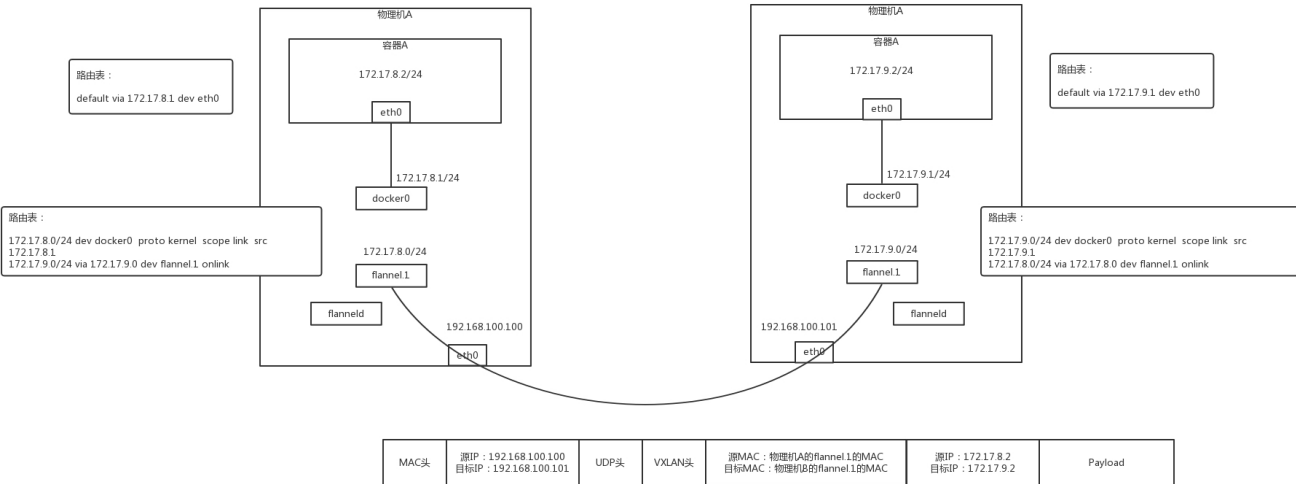 物理机A
容器A
172.17.8.2/24
eth0
路由表：
default via 172.17.8.1 dev eth0
172.17.8.1/24
docker0
路由表：
172.17.8.0/24 dev docker0 proto kernel scope link src
172.17.8.1
172.17.9.0/24 via 172.17.9.0 dev flannel.1 onlink
172.17.8.0/24
flannel.1
flanneld
192.168.100.100
eth0
物理机A
容器A
172.17.9.2/24
eth0
路由表：
default via 172.17.9.1 dev eth0
172.17.9.1/24
docker0
路由表：
172.17.9.0/24 dev docker0 proto kernel scope link src
172.17.9.1
172.17.8.0/24 via 172.17.8.0 dev flannel.1 onlink
172.17.9.0/24
flannel.1
flanneld
192.168.100.101
eth0
MAC头
源IP：192.168.100.100
目标IP：192.168.100.101
UDP头
VXLAN头
源MAC：物理机A的flannel.1的MAC
目标MAC：物理机B的flannel.1的MAC
源IP：172.17.8.2
目标IP：172.17.9.2
Payload